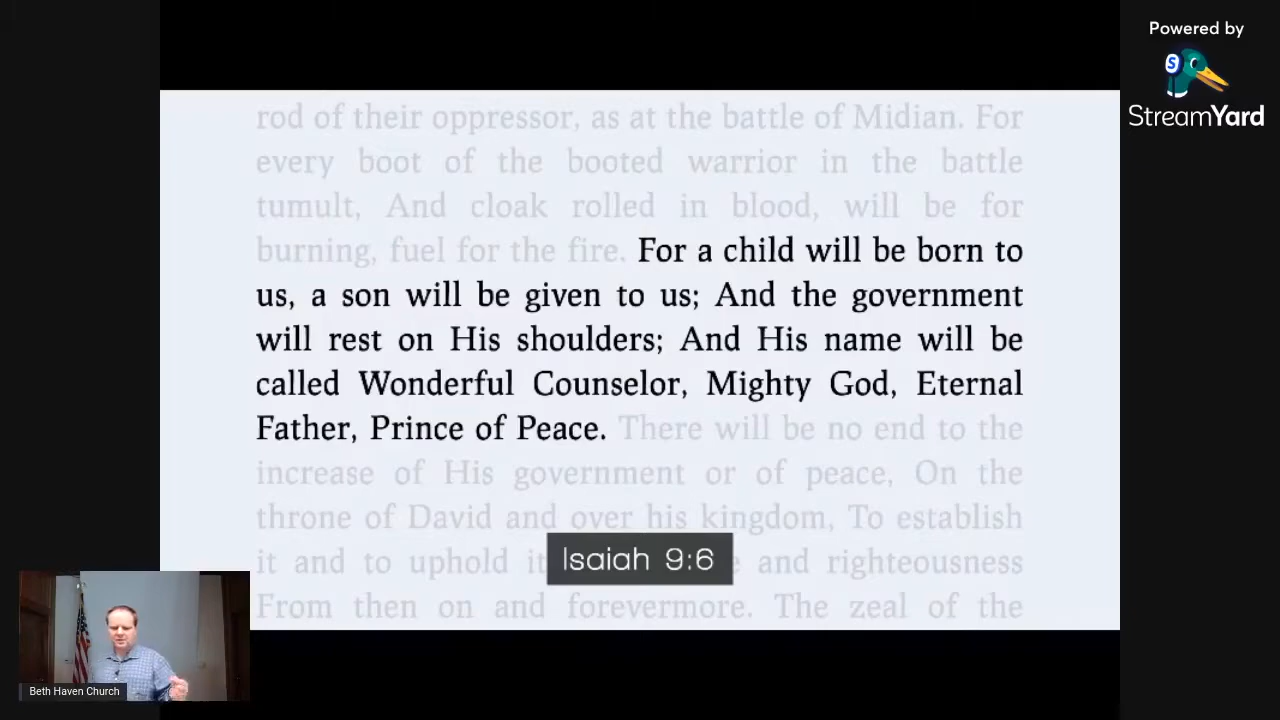 Powered by
S
StreamYard
rod of their oppressor, as at the battle of Midian. For
every boot of the booted warrior in the battle
tumult, And cloak rolled in blood, will be for
burning, fuel for the fire. For a child will be born to
us, a son will be given to us; And the government
will rest on His shoulders; And His name will be
called Wonderful Counselor, Mighty God, Eternal
Father, Prince of Peace. There will be no end to the
increase of His government or of peace, On the
throne of David and over his kingdom, To establish
it and to uphold it and righteousness
Isaiah 9:6
From then on and forevermore. The zeal of the
Beth Haven Church